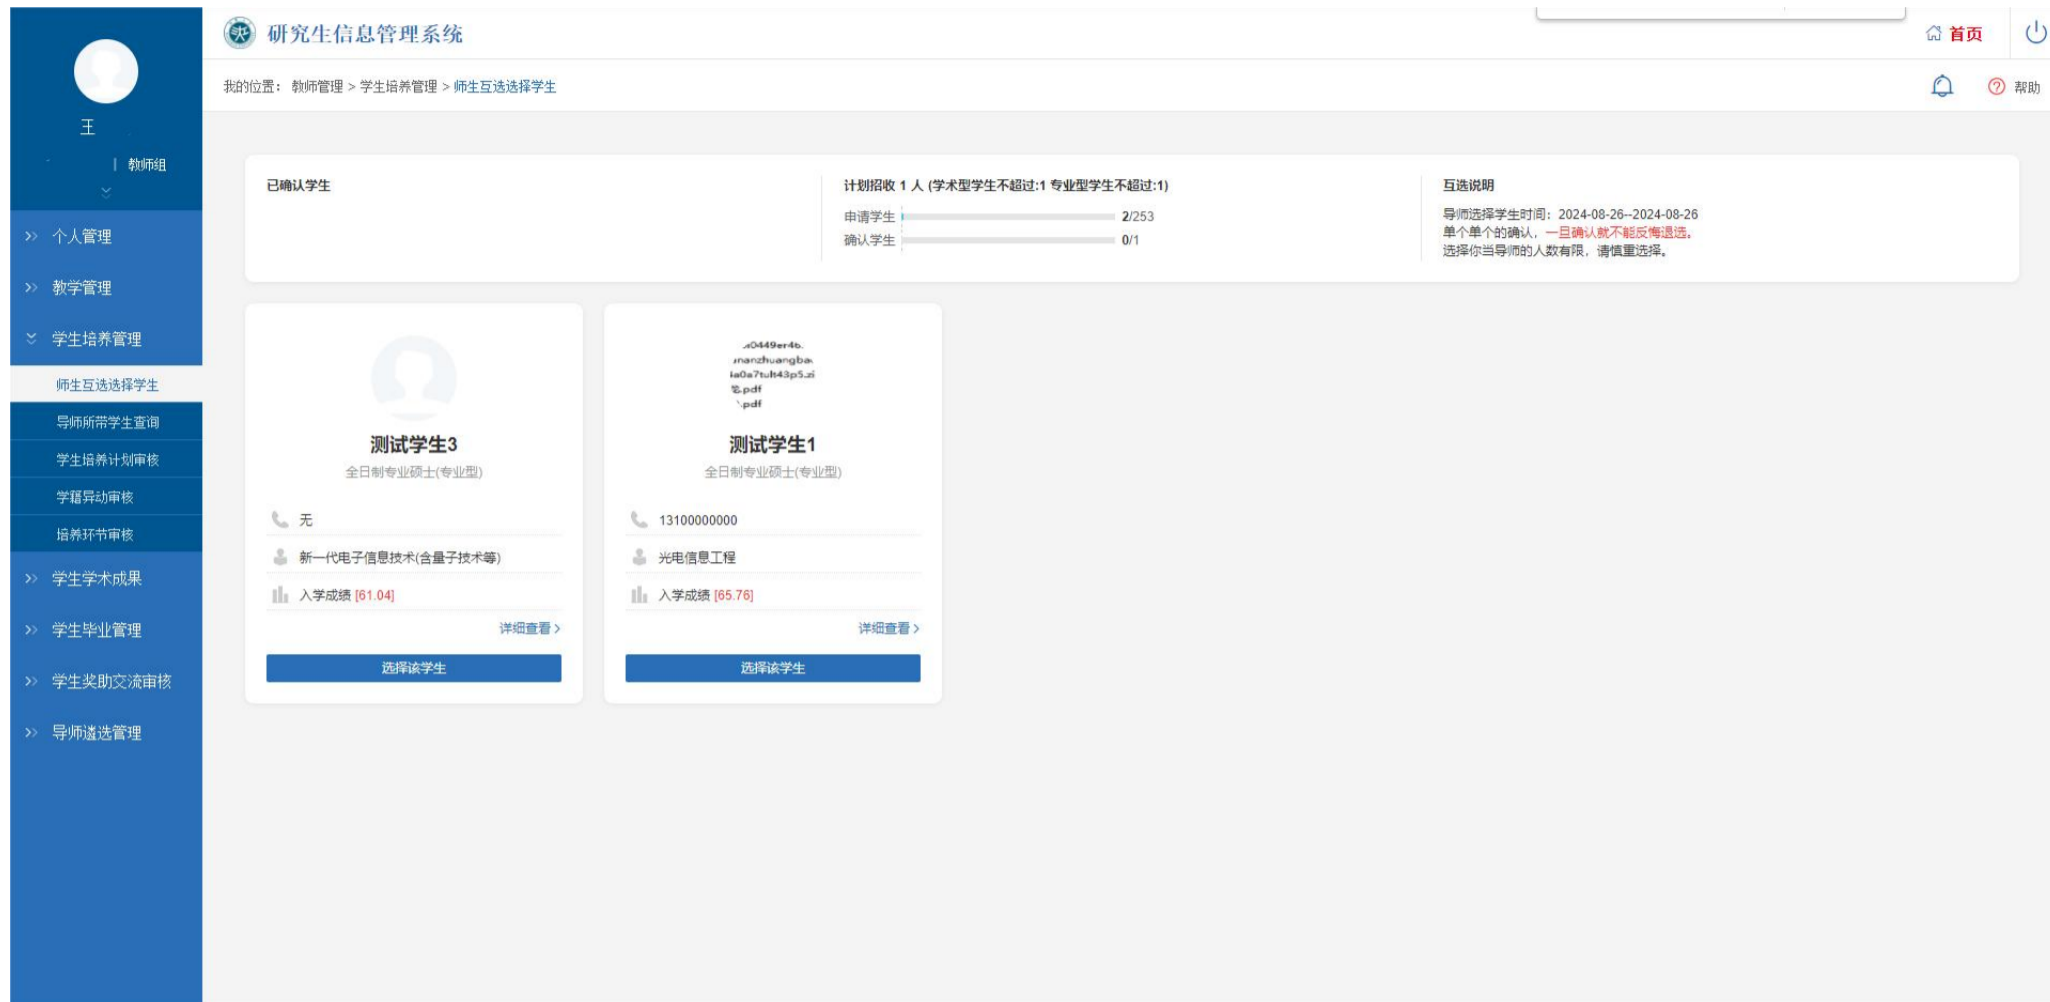 研究生信息管理系统
首页
我的位置： 教师管理 > 学生培养管理 > 师生互选选择学生
帮助
王
| 教师组
个人管理
教学管理
学生培养管理
师生互选选择学生
导师所带学生查询
学生培养计划审核
学籍异动审核
培养环节审核
学生学术成果
学生毕业管理
学生奖助交流审核
导师遴选管理
已确认学生
计划招收 1 人 (学术型学生不超过:1 专业型学生不超过:1)
申请学生 2/253
确认学生 0/1
互选说明
导师选择学生时间：2024-08-26--2024-08-26
单个单个的确认，一旦确认就不能反悔退选。
选择你当导师的人数有限，请慎重选择。
测试学生3
全日制专业硕士(专业型)
无
新一代电子信息技术(含量子技术等)
入学成绩 [61.04]
详细查看 >
选择该学生
.pdf
.pdf
测试学生1
全日制专业硕士(专业型)
13100000000
光电信息工程
入学成绩 [65.76]
详细查看 >
选择该学生